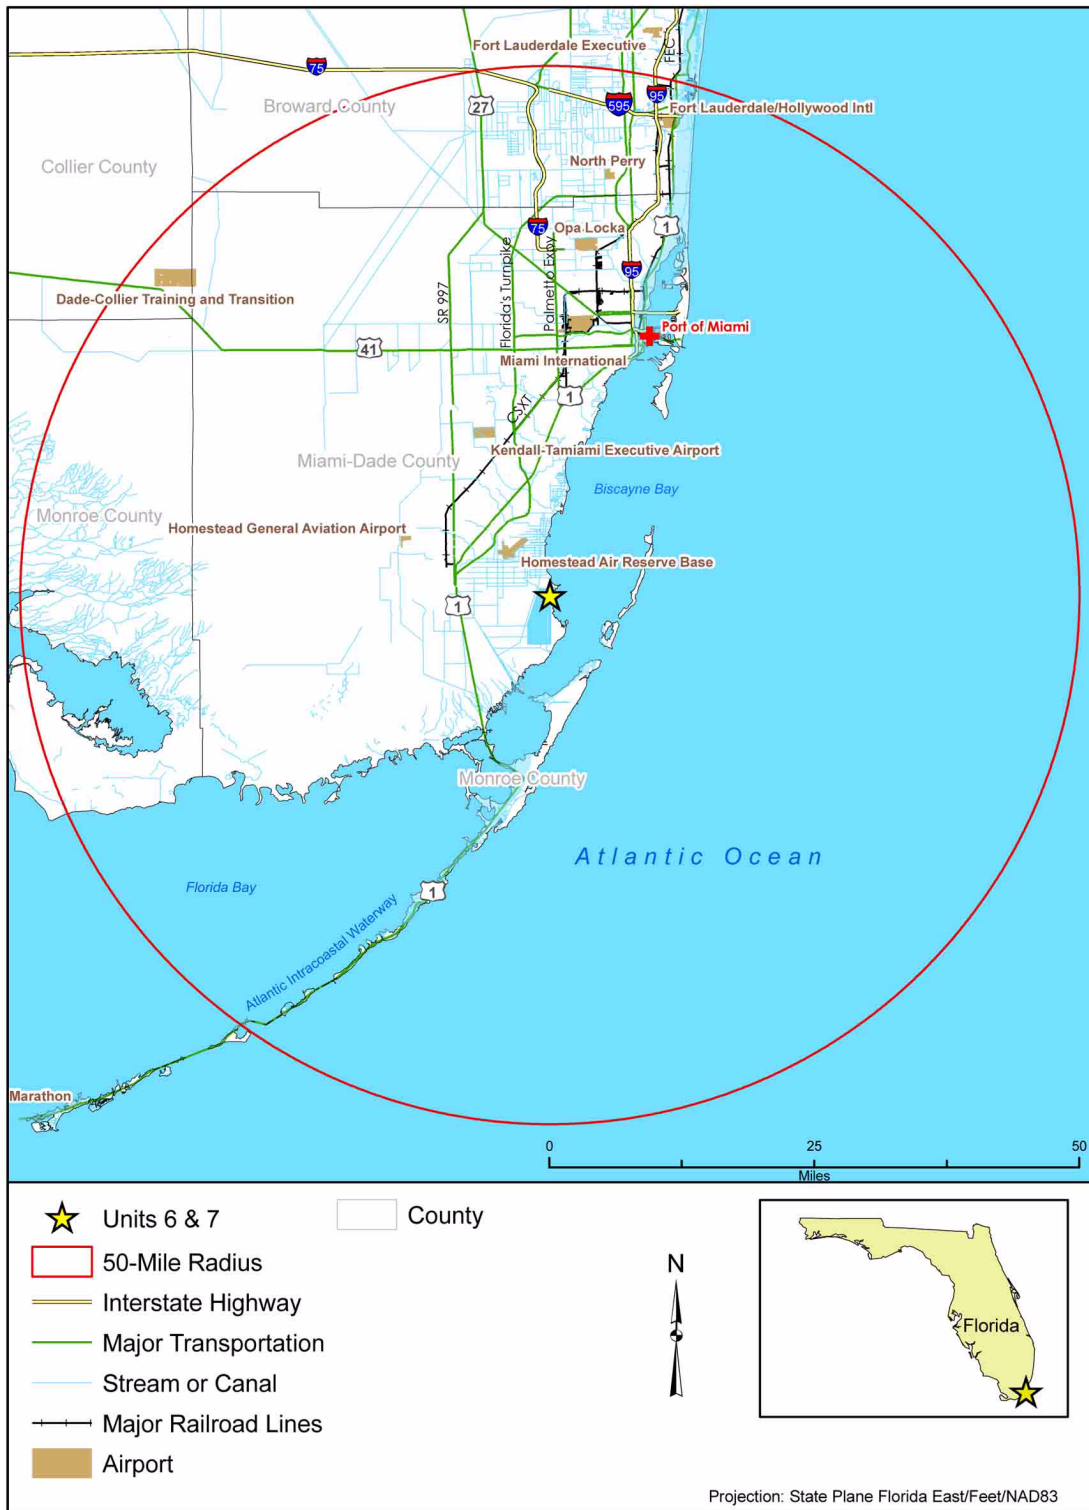 Fort Lauderdale Executive
FEC
75
Broward County
27
595
95
Fort Lauderdale/Hollywood Intl
Collier County
North Perry
Opa Locka
1
75
95
Dade-Collier Training and Transition
SR 997
Florida's Turnpike
Palmetto Expy
Port of Miami
41
Miami International
1
CSXT
Miami-Dade County
Kendall-Tamiami Executive Airport
Biscayne Bay
Monroe County
Homestead General Aviation Airport
Homestead Air Reserve Base
1
Monroe County
Atlantic Ocean
Florida Bay
1
Atlantic Intracoastal Waterway
Marathon
0 25 50
Miles
Units 6 & 7
County
50-Mile Radius
Interstate Highway
Major Transportation
Stream or Canal
Major Railroad Lines
Airport
N
Florida
Projection: State Plane Florida East/Feet/NAD83